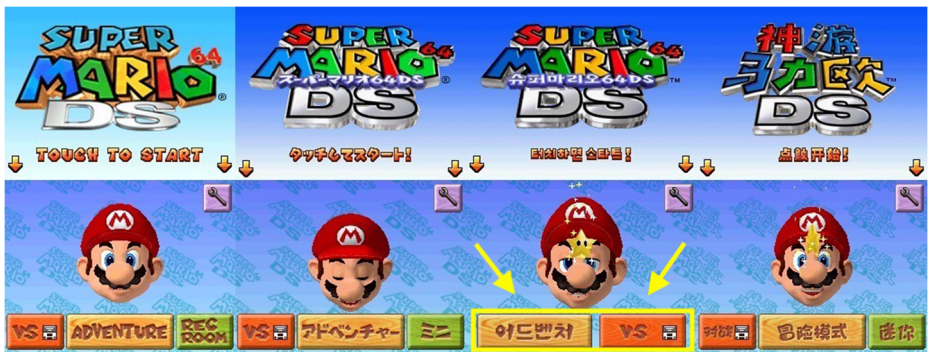 SUPER
MARIO 64
DS
TOUCH TO START
VS
ADVENTURE
REC
ROOM
SUPER
MARIO 64
スーパーマリオ64DS
DS
タッチしてスタート!
VS
アドベンチャー
ミニ
SUPER
MARIO 64
슈퍼마리오64DS
DS
터치하면 스타트!
어드벤처
VS
神游
马力欧
DS
点触开始!
对战
冒险模式
迷你